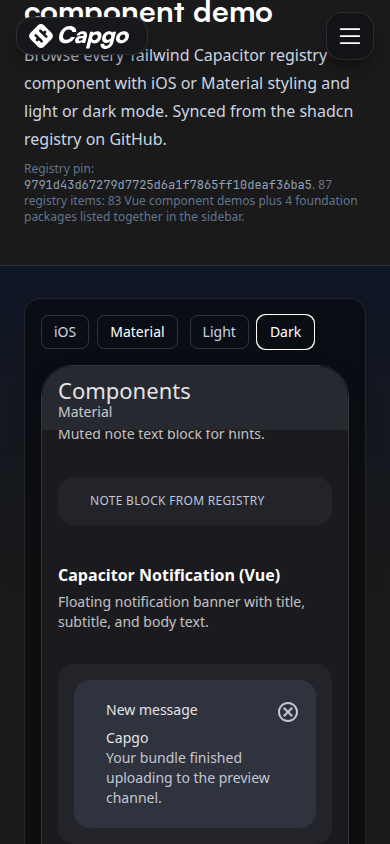 component demo
Capgo
Browse every Tailwind Capacitor registry
component with iOS or Material styling and
light or dark mode. Synced from the shadcn
registry on GitHub.
Registry pin:
9791d43d67279d7725d6a1f7865ff10deaf36ba5. 87
registry items: 83 Vue component demos plus 4 foundation
packages listed together in the sidebar.
iOS Material Light Dark
Components
Material
Muted note text block for hints.
NOTE BLOCK FROM REGISTRY
Capacitor Notification (Vue)
Floating notification banner with title,
subtitle, and body text.
New message
Capgo
Your bundle finished
uploading to the preview
channel.